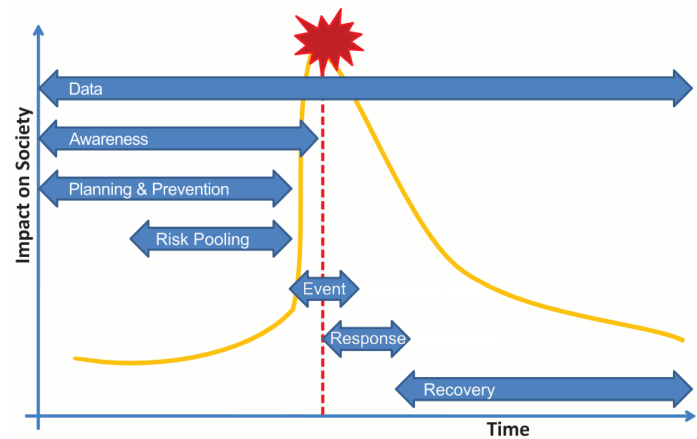 Impact on Society
Data
Awareness
Planning & Prevention
Risk Pooling
Event
Response
Recovery
Time